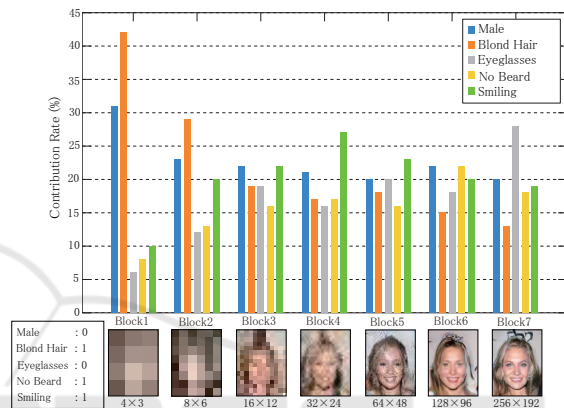 45
40
35
30
25
20
15
10
5
0
Contribution Rate (%)
Male
Blond Hair
Eyeglasses
No Beard
Smiling
Block1 Block2 Block3 Block4 Block5 Block6 Block7
Male : 0
Blond Hair : 1
Eyeglasses : 0
No Beard : 1
Smiling : 1
4×3 8×6 16×12 32×24 64×48 128×96 256×192